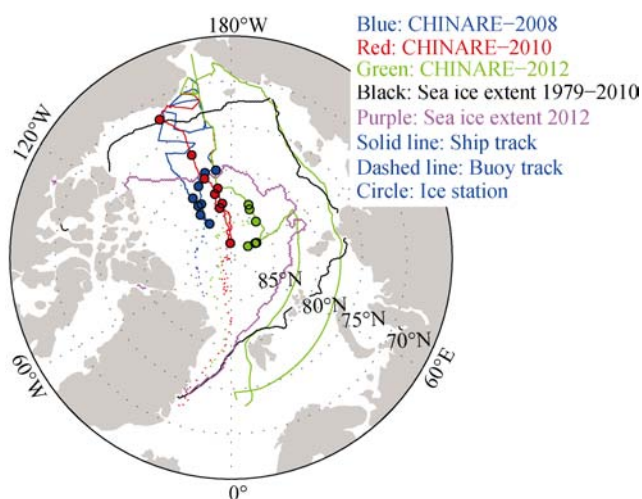 180°W
Blue: CHINARE−2008
Red: CHINARE−2010
Green: CHINARE−2012
Black: Sea ice extent 1979−2010
Purple: Sea ice extent 2012
Solid line: Ship track
Dashed line: Buoy track
Circle: Ice station
120°W
85°N
80°N
75°N
70°N
60°W
60°E
0°